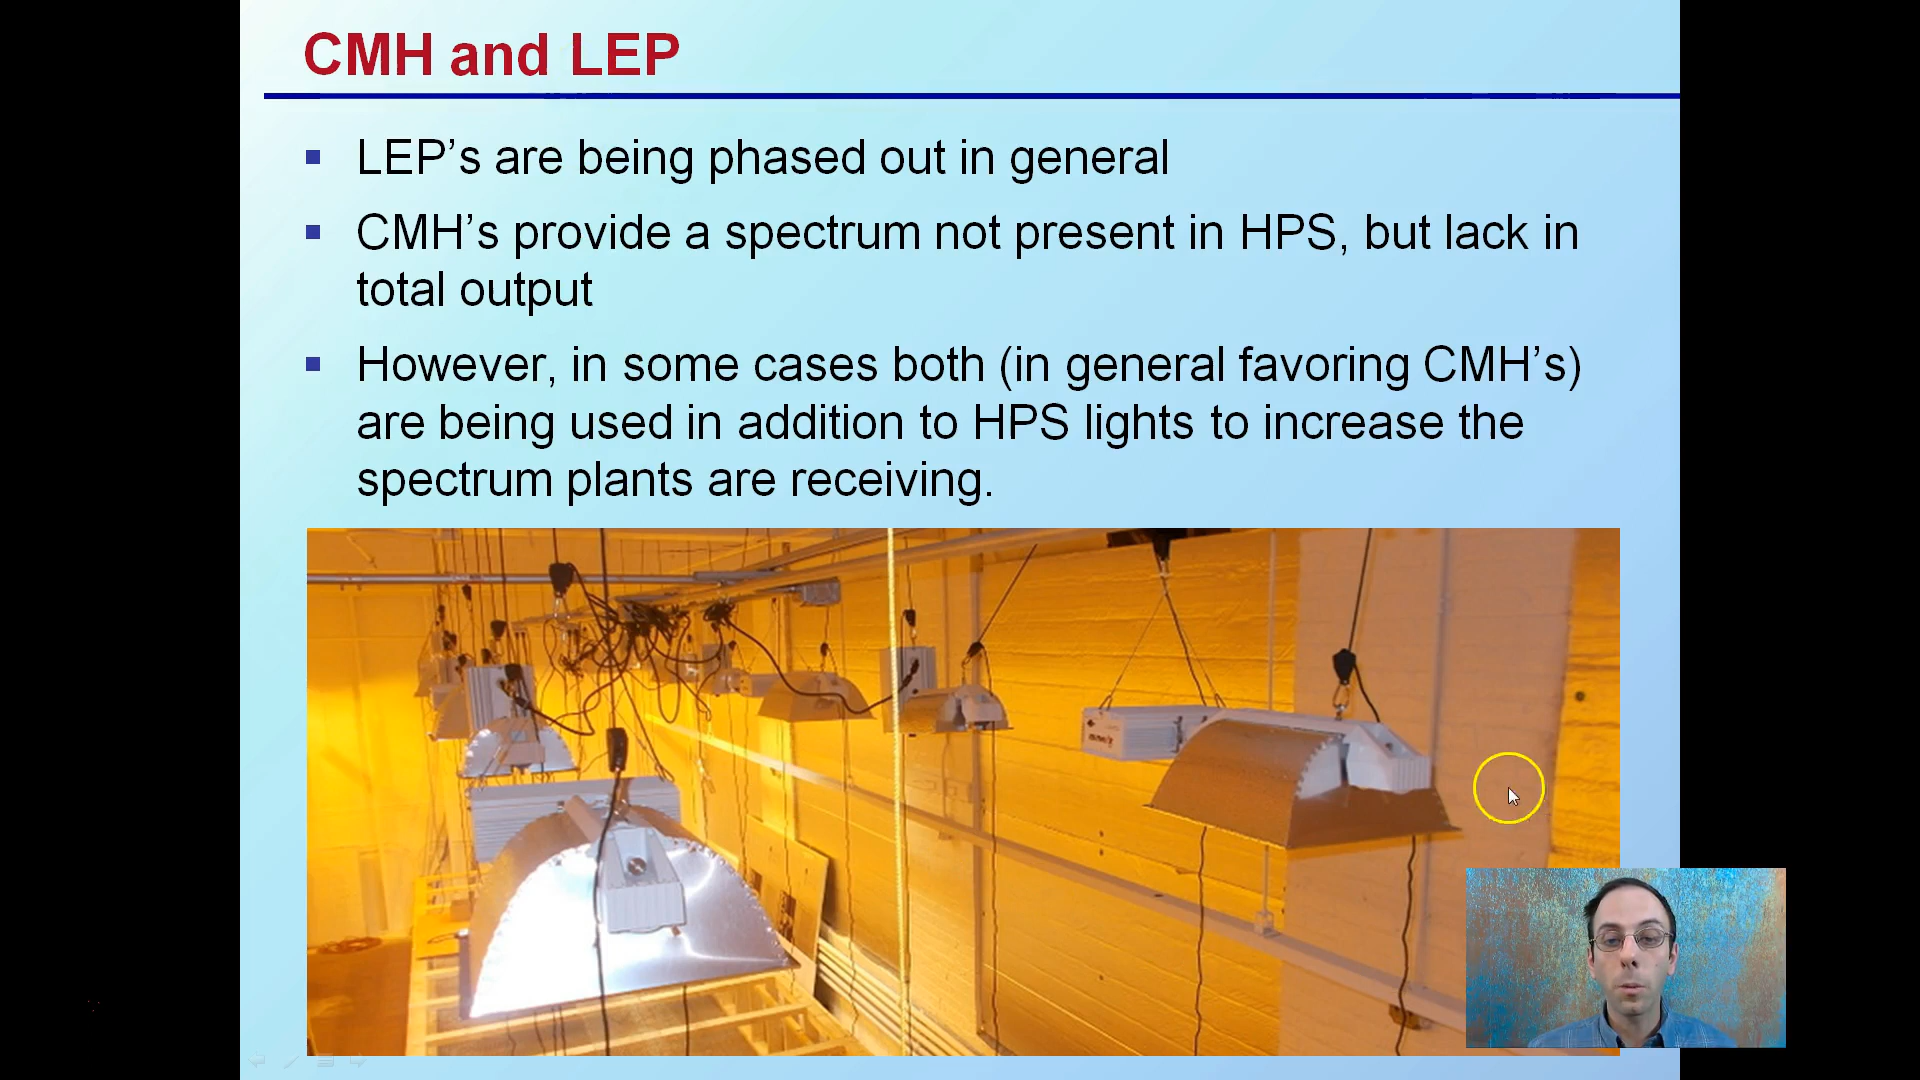 CMH and LEP
LEP’s are being phased out in general
CMH’s provide a spectrum not present in HPS, but lack in
total output
However, in some cases both (in general favoring CMH’s)
are being used in addition to HPS lights to increase the
spectrum plants are receiving.